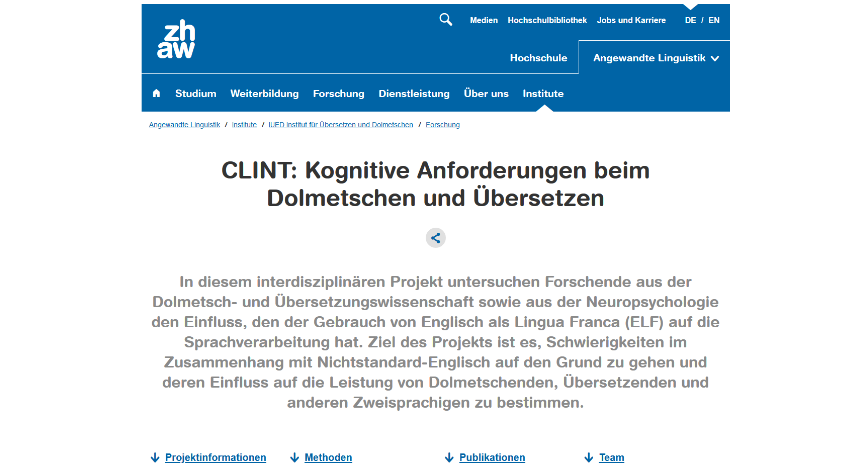 zh
aw
Medien Hochschulbibliothek Jobs und Karriere DE / EN
Hochschule Angewandte Linguistik
Studium Weiterbildung Forschung Dienstleistung Über uns Institute
Angewandte Linguistik / Institute / IUED Institut für Übersetzen und Dolmetschen / Forschung
CLINT: Kognitive Anforderungen beim
Dolmetschen und Übersetzen
In diesem interdisziplinären Projekt untersuchen Forschende aus der
Dolmetsch- und Übersetzungswissenschaft sowie aus der Neuropsychologie
den Einfluss, den der Gebrauch von Englisch als Lingua Franca (ELF) auf die
Sprachverarbeitung hat. Ziel des Projekts ist es, Schwierigkeiten im
Zusammenhang mit Nichtstandard-Englisch auf den Grund zu gehen und
deren Einfluss auf die Leistung von Dolmetschenden, Übersetzenden und
anderen Zweisprachigen zu bestimmen.
Projektinformationen Methoden Publikationen Team